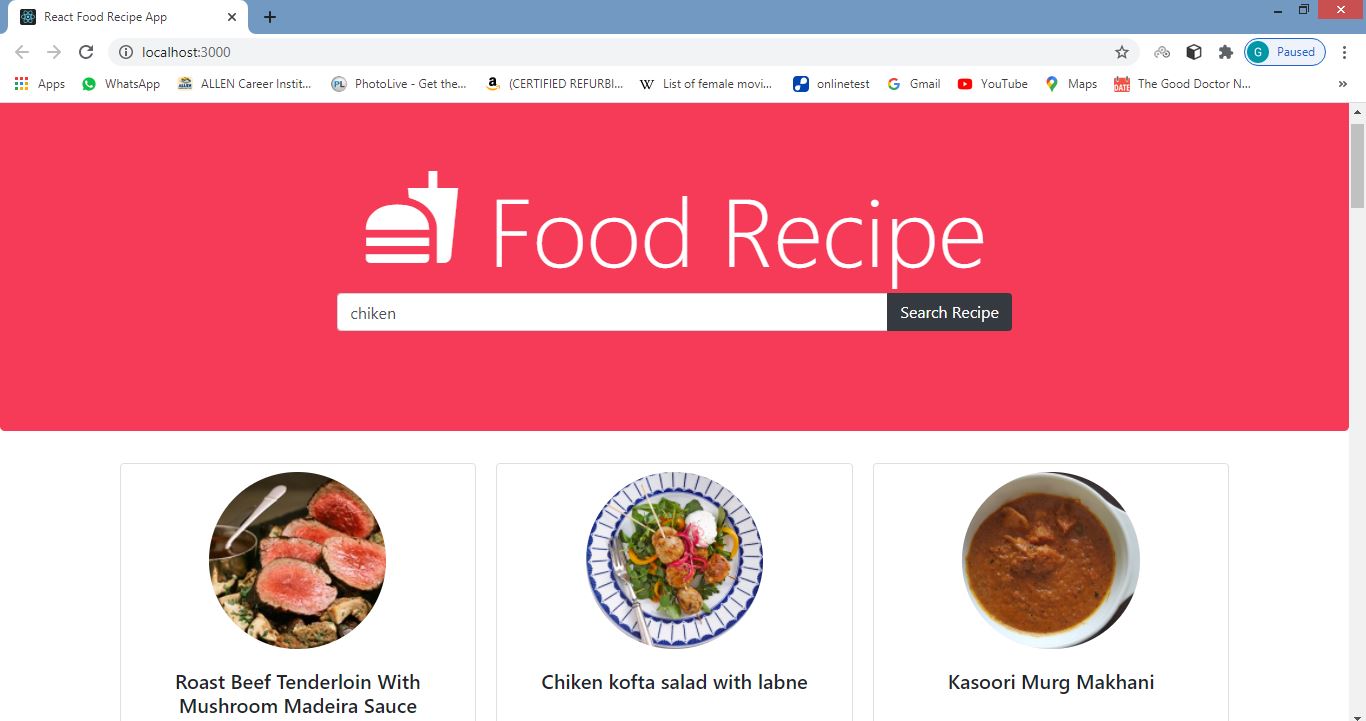 React Food Recipe App
localhost:3000
G Paused
Apps WhatsApp ALLEN Career Instit... PL PhotoLive - Get the... a (CERTIFIED REFURBI... W List of female movi... onlinetest G Gmail YouTube Maps DATE The Good Doctor N... »
Food Recipe
chiken Search Recipe
Roast Beef Tenderloin With
Mushroom Madeira Sauce
Chiken kofta salad with labne
Kasoori Murg Makhani